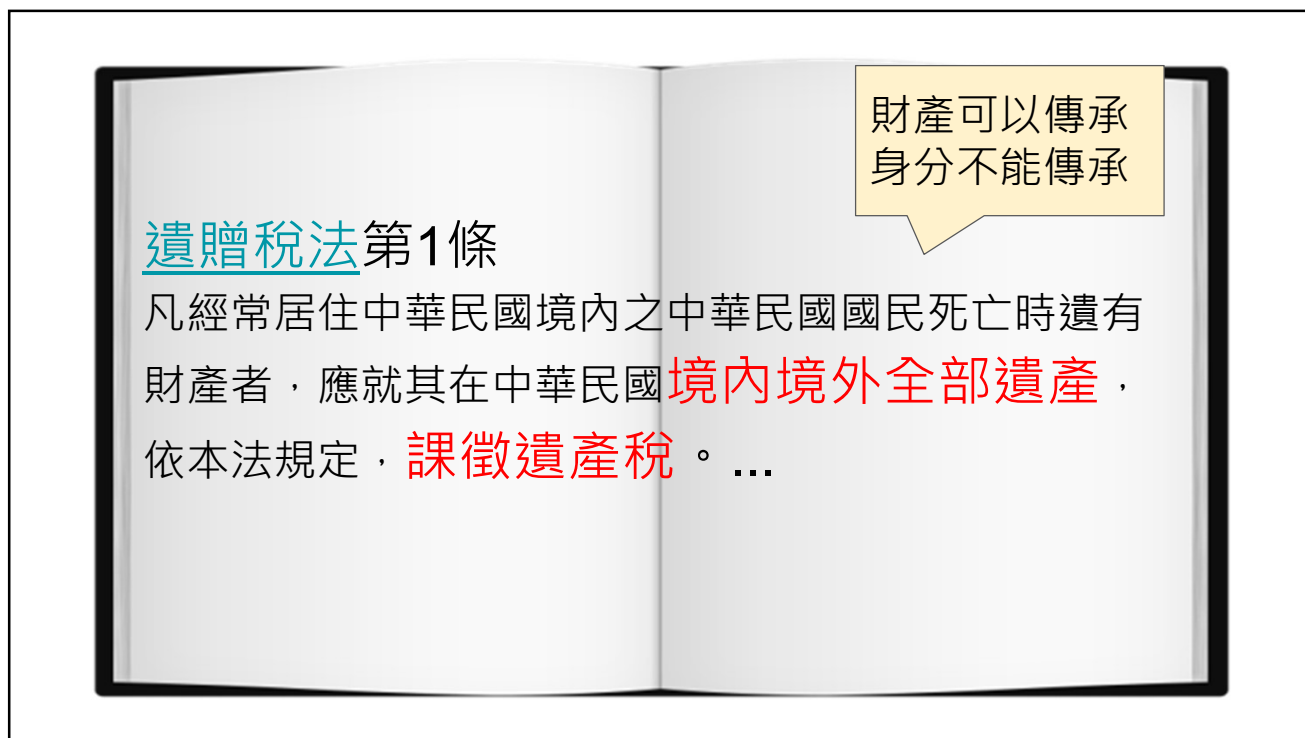 財產可以傳承
身分不能傳承
遺贈稅法第1條
凡經常居住中華民國境內之中華民國國民死亡時遺有
財產者，應就其在中華民國境內境外全部遺產，
依本法規定，課徵遺產稅。...